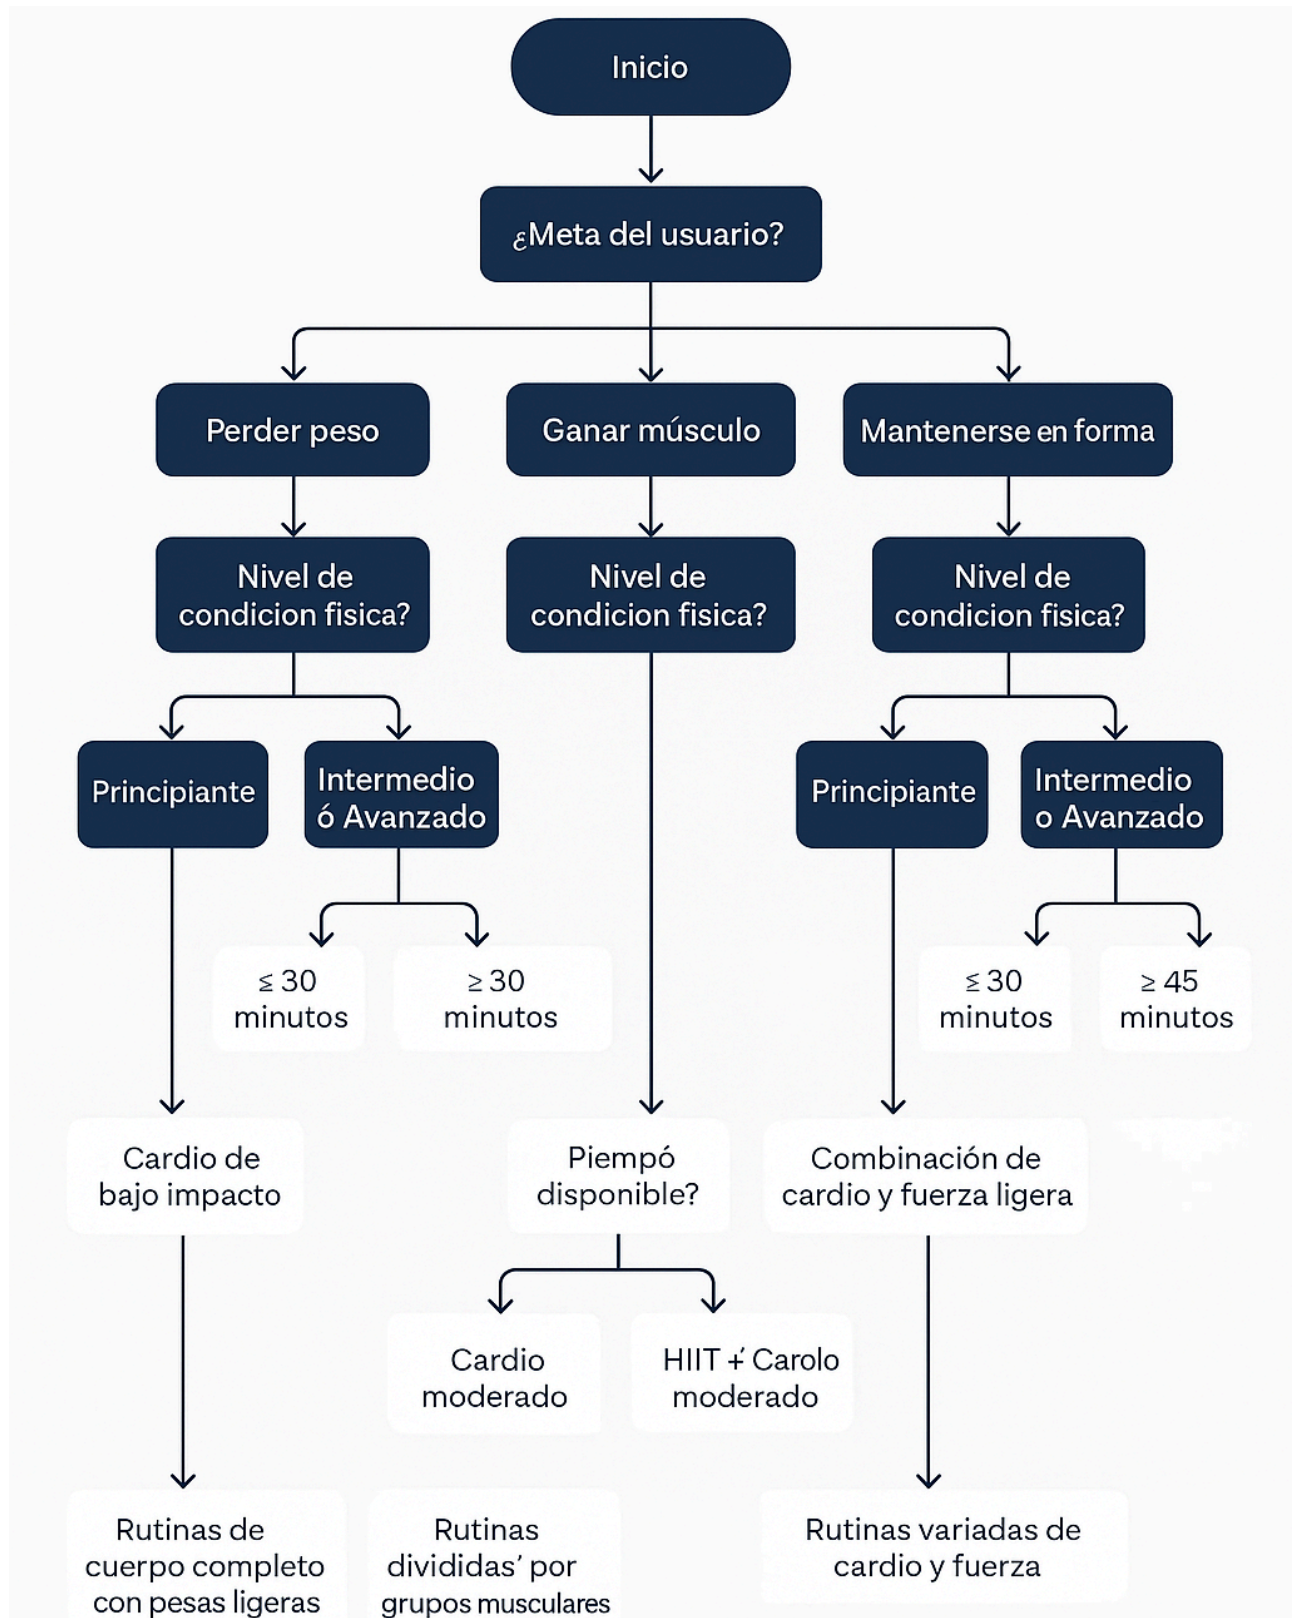 Inicio
¿Meta del usuario?
Perder peso
Ganar músculo
Mantenerse en forma
Nivel de
condicion fisica?
Nivel de
condicion fisica?
Nivel de
condicion fisica?
Principiante
Intermedio
ó Avanzado
Principiante
Intermedio
o Avanzado
≤ 30
minutos
≥ 30
minutos
≤ 30
minutos
≥ 45
minutos
Cardio de
bajo impacto
Piempó
disponible?
Combinación de
cardio y fuerza ligera
Cardio
moderado
HIIT +́ Carolo
moderado
Rutinas de
cuerpo completo
con pesas ligeras
Rutinas
divididas’ por
grupos musculares
Rutinas variadas de
cardio y fuerza